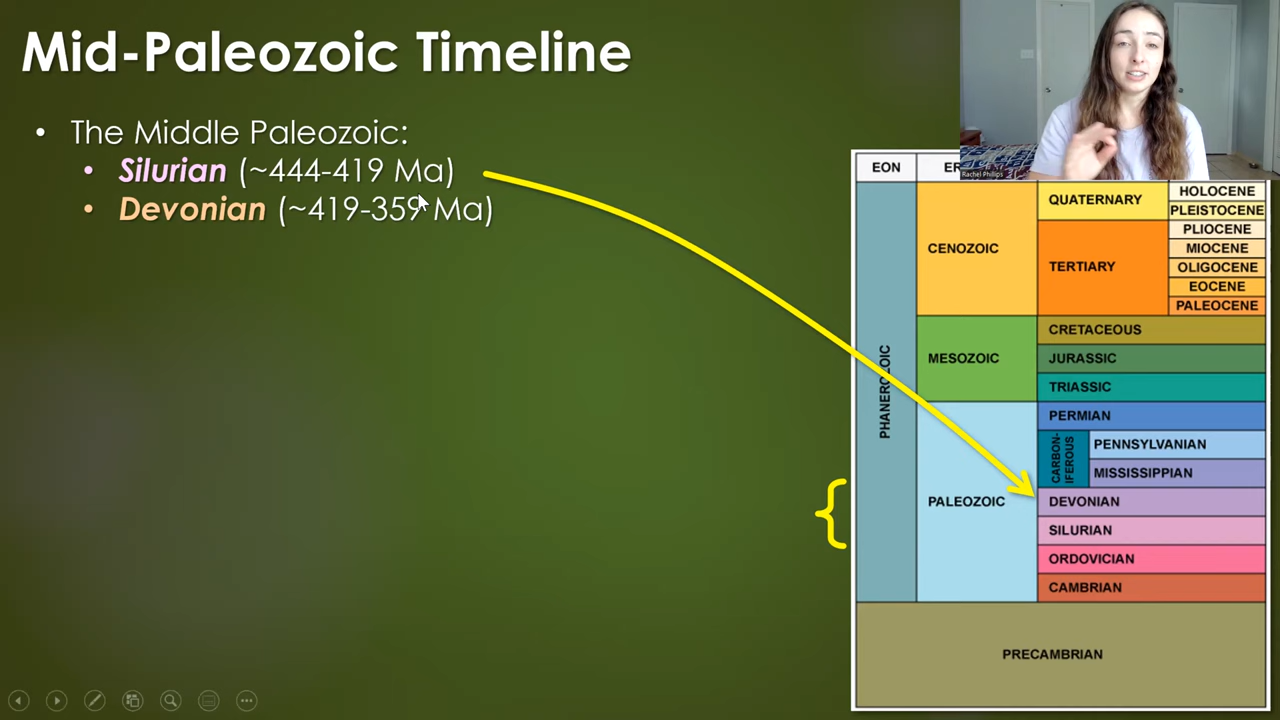 Mid-Paleozoic Timeline
• The Middle Paleozoic:
• Silurian (~444-419 Ma)
• Devonian (~419-359 Ma)
Rachel Phillips
EON
PHANEROZOIC
CENOZOIC
QUATERNARY
HOLOCENE
PLEISTOCENE
TERTIARY
PLIOCENE
MIOCENE
OLIGOCENE
EOCENE
PALEOCENE
MESOZOIC
CRETACEOUS
JURASSIC
TRIASSIC
PALEOZOIC
PERMIAN
CARBON-
IFEROUS
PENNSYLVANIAN
MISSISSIPPIAN
DEVONIAN
SILURIAN
ORDOVICIAN
CAMBRIAN
PRECAMBRIAN